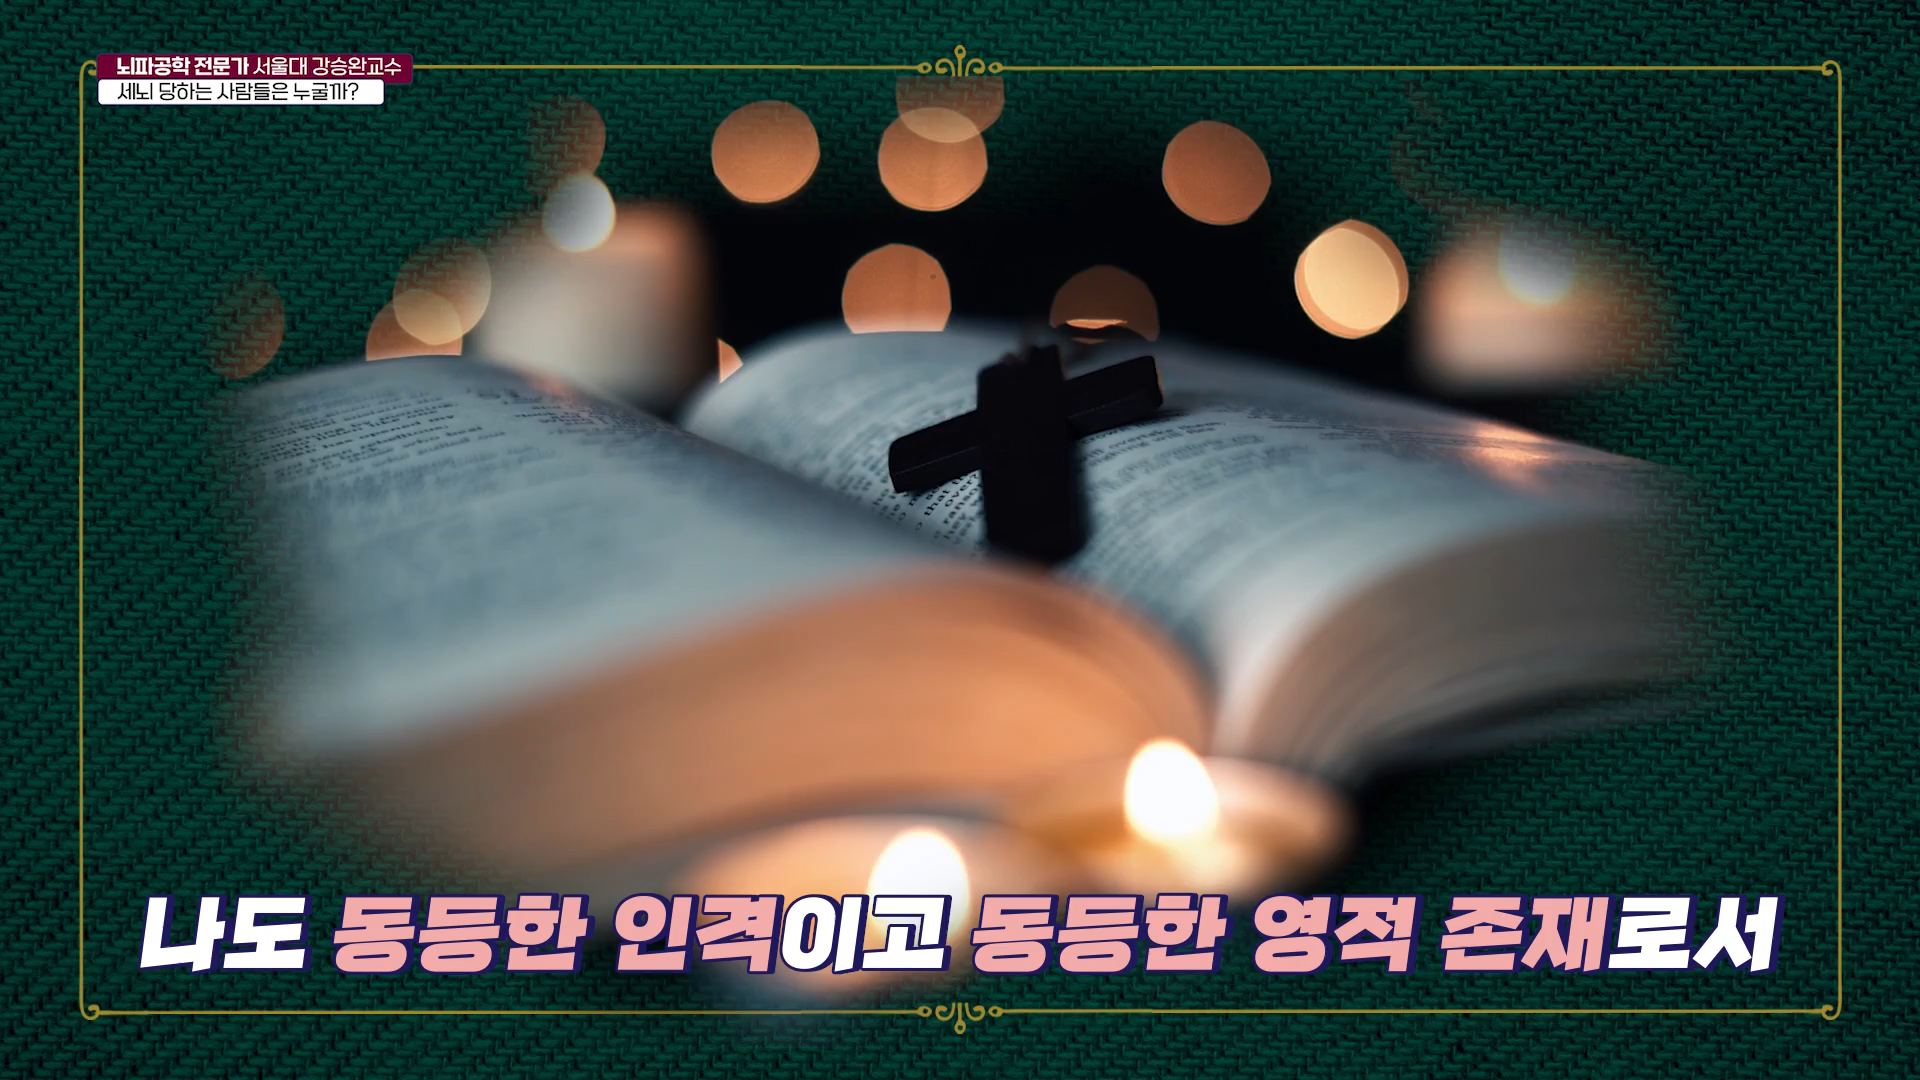 뇌파공학 전문가 서울대 강승완교수
세뇌 당하는 사람들은 누굴까?
나도 동등한 인격이고 동등한 영적 존재로서